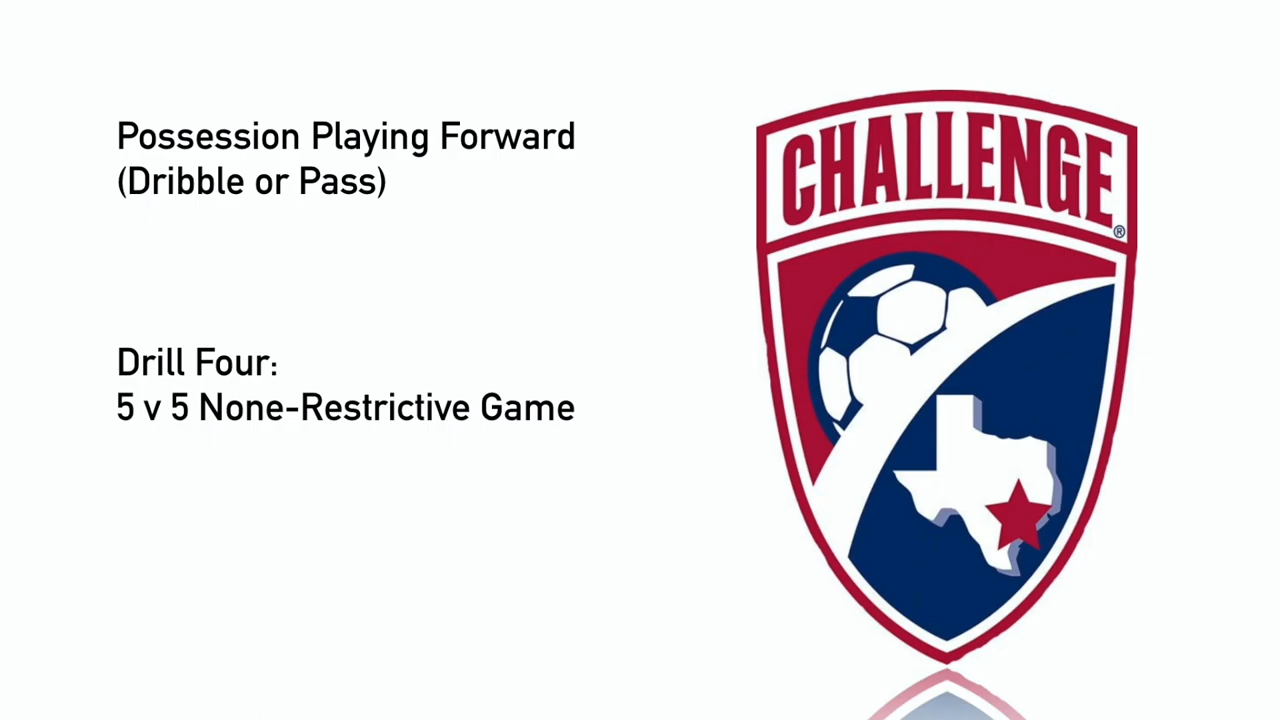 Possession Playing Forward
(Dribble or Pass)
Drill Four:
5 v 5 None-Restrictive Game
CHALLENGE
®